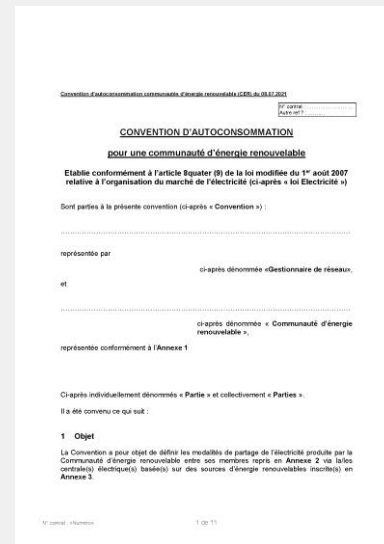 Convention d'autoconsommation communautés d'énergie renouvelable (CER) du 08.07.2021
N° contrat : ......................
Autre réf ? : .........
CONVENTION D'AUTOCONSOMMATION
pour une communauté d'énergie renouvelable
Etablie conformément à l'article 8quater (9) de la loi modifiée du 1er août 2007
relative à l'organisation du marché de l'électricité (ci-après « loi Electricité »)
Sont parties à la présente convention (ci-après « Convention ») :
représentée par
ci-après dénommée «Gestionnaire de réseau»,
et
ci-après dénommée « Communauté d'énergie
renouvelable »,
représentée conformément à l'Annexe 1
Ci-après individuellement dénommés « Partie » et collectivement « Parties ».
Il a été convenu ce qui suit :
1 Objet
La Convention a pour objet de définir les modalités de partage de l'électricité produite par la
Communauté d'énergie renouvelable entre ses membres repris en Annexe 2 via la/les
centrale(s) électrique(s) basée(s) sur des sources d'énergie renouvelables inscrite(s) en
Annexe 3.
N° contrat : «Numero»
1 de 11